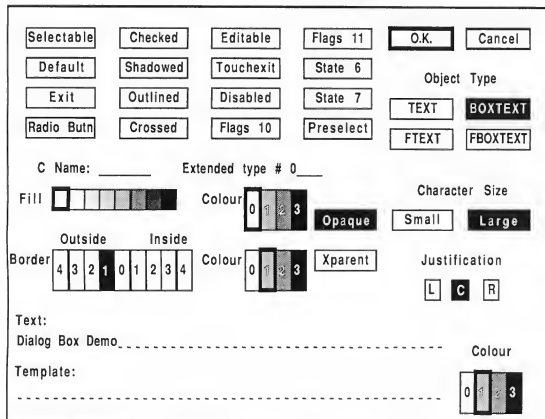 Selectable Checked Editable Flags 11 O.K. Cancel
Default Shadowed Touchexit State 6
Object Type
Exit Outlined Disabled State 7
TEXT BOXTEXT
Radio Butn Crossed Flags 10 Preselect
FTEXT FBOXTEXT
C Name: _______ Extended type # 0___
Character Size
Fill Colour 0 1 2 3
Opaque Small Large
Outside Inside
Border 4 3 2 1 0 1 2 3 4 Colour 0 1 2 3 Xparent Justification
L C R
Text:
Dialog Box Demo
Colour
Template:
0 1 2 3